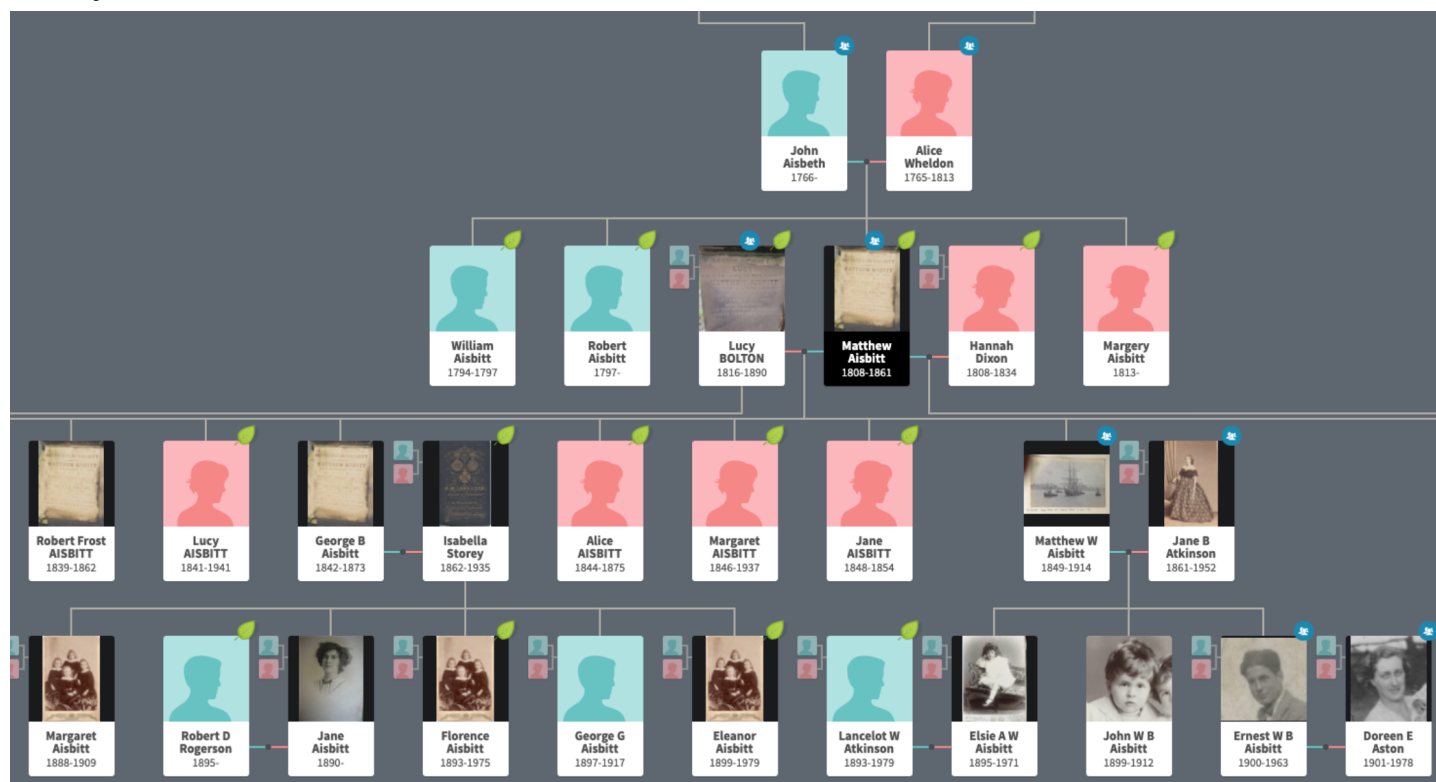 John
Aisbeth
1766-
Alice
Wheldon
1765-1813
William
Aisbitt
1794-1797
Robert
Aisbitt
1797-
Lucy
BOLTON
1816-1890
Matthew
Aisbitt
1808-1861
Hannah
Dixon
1808-1834
Margery
Aisbitt
1813-
Robert Frost
AISBITT
1839-1862
Lucy
AISBITT
1841-1941
George B
Aisbitt
1842-1873
Isabella
Storey
1862-1935
Alice
AISBITT
1844-1875
Margaret
AISBITT
1846-1937
Jane
AISBITT
1848-1854
Matthew W
Aisbitt
1849-1914
Jane B
Atkinson
1861-1952
Margaret
Aisbitt
1888-1909
Robert D
Rogerson
1895-
Jane
Aisbitt
1890-
Florence
Aisbitt
1893-1975
George G
Aisbitt
1897-1917
Eleanor
Aisbitt
1899-1979
Lancelot W
Atkinson
1893-1979
Elsie A W
Aisbitt
1895-1971
John W B
Aisbitt
1899-1912
Ernest W B
Aisbitt
1900-1963
Doreen E
Aston
1901-1978